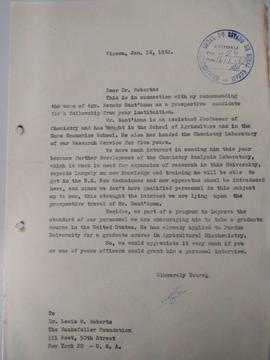 Viçosa, Jan. 16, 1962.
Dear Dr. Roberts:
This is in connection with my recommending
the name of Agr. Renato Sant'Anna as a prospective candidate
for a fellowship from your instituition.
Mr. Sant'Anna is an Assistant Professor of
Chemistry and has taught in the School of Agriculture and in the
Home Economics School. He also has headed the Chemistry Laboratory
of our Research Service for five years.
We have much interest in sending him this year
because further development of the Chemistry Analysis Laboratory,
which is much in need for expansion of research in this University,
depends largely on new knowledge and training he will be able to
get in the U.S. New techniques and new apparatus shoul be introduced
here, and since we don't have qualified personnel in this subject
up to now, this strenght the interest we are laying upon the
prospective travel of Dr. Sant'Anna.
Besides, as part of a program to improve the
standard of our personnel we are encouraging him to take a graduate
course in the United States. He has already applied to Purdue
University for a graduate course in Agricultural Biochemistry.
So, we would appreciate it very much if you or
one of yours officers would grant him a personal interview.
Sincerely Yours,
To
Dr. Lewis M. Roberts
The Rockefeller Foundation
111 West, 50th Street
New York 20 - U.S.A.